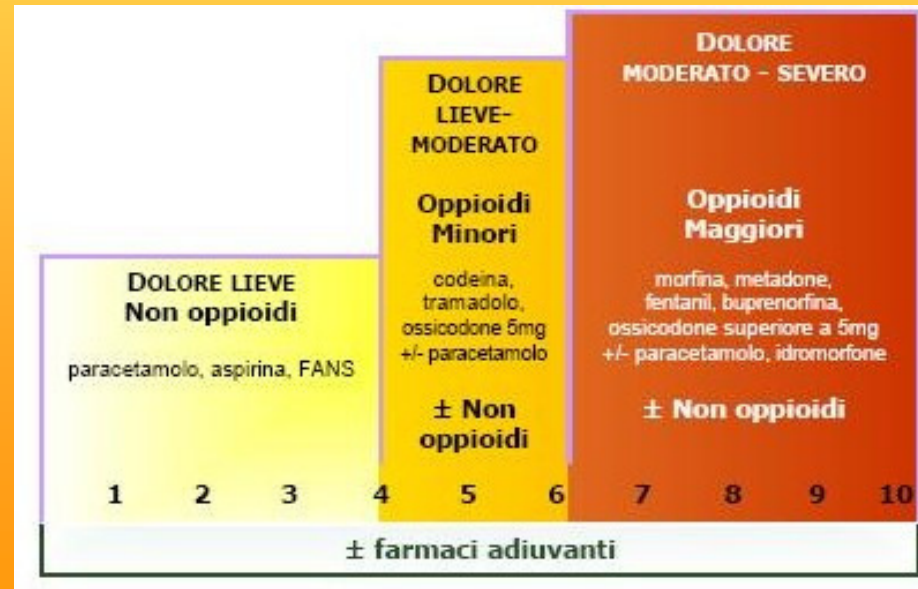 DOLORE LIEVE
Non oppioidi
paracetamolo, aspirina, FANS
DOLORE
LIEVE-
MODERATO
Oppioidi
Minori
codeina,
tramadolo,
ossicodone 5mg
+/- paracetamolo
± Non
oppioidi
DOLORE
MODERATO - SEVERO
Oppioidi
Maggiori
morfina, metadone,
fentanil, buprenorfina,
ossicodone superiore a 5mg
+/- paracetamolo, idromorfone
± Non oppioidi
1 2 3 4 5 6 7 8 9 10
± farmaci adiuvanti